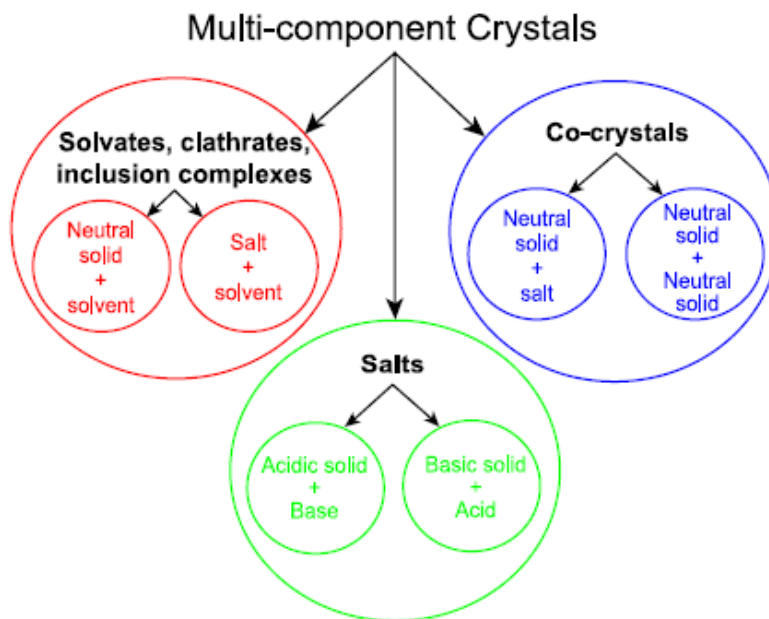 Multi-component Crystals
Solvates, clathrates,
inclusion complexes
Neutral
solid
+
solvent
Salt
+
solvent
Co-crystals
Neutral
solid
+
salt
Neutral
solid
+
Neutral
solid
Salts
Acidic solid
+
Base
Basic solid
+
Acid